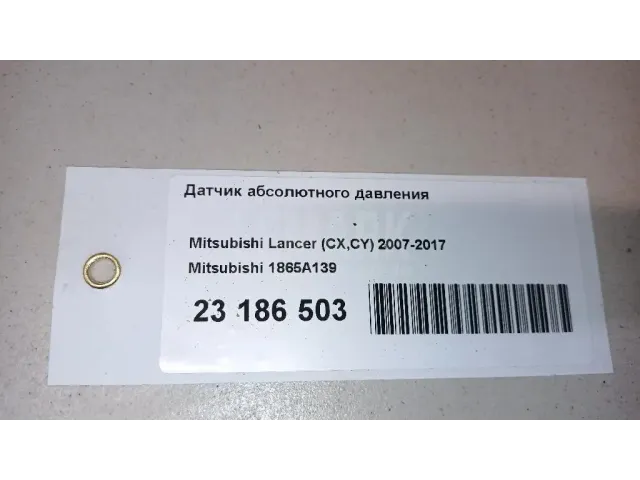 Датчик абсолютного давления
Mitsubishi Lancer (CX,CY) 2007-2017
Mitsubishi 1865A139
23 186 503